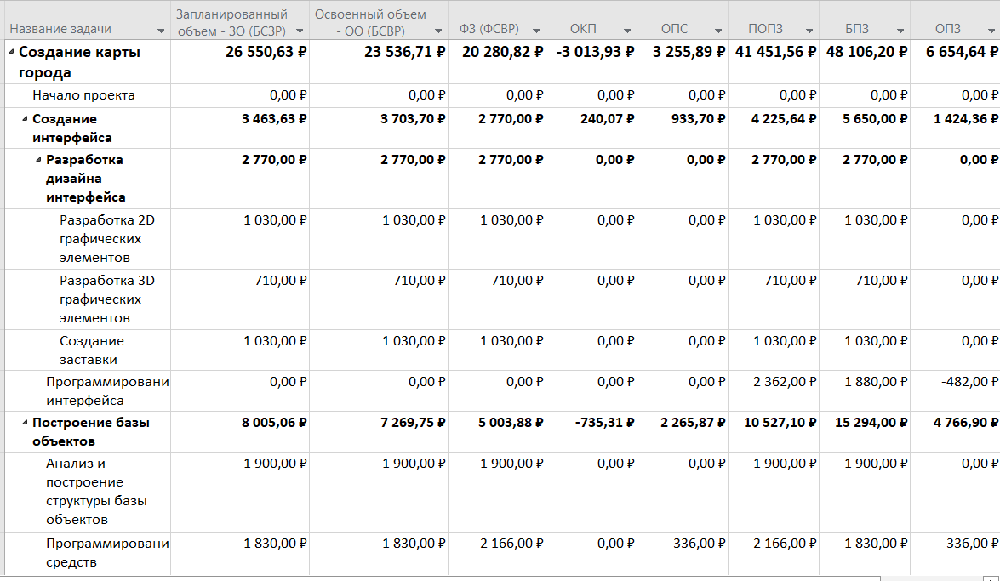 Название задачи Запланированный объем - ЗО (БСЗР) Освоенный объем - ОО (БСВР) ФЗ (ФСВР) ОКП ОПС ПОПЗ БПЗ ОПЗ
Создание карты города 26 550,63 ₽ 23 536,71 ₽ 20 280,82 ₽ -3 013,93 ₽ 3 255,89 ₽ 41 451,56 ₽ 48 106,20 ₽ 6 654,64 ₽
Начало проекта 0,00 ₽ 0,00 ₽ 0,00 ₽ 0,00 ₽ 0,00 ₽ 0,00 ₽ 0,00 ₽ 0,00 ₽
Создание интерфейса 3 463,63 ₽ 3 703,70 ₽ 2 770,00 ₽ 240,07 ₽ 933,70 ₽ 4 225,64 ₽ 5 650,00 ₽ 1 424,36 ₽
Разработка дизайна интерфейса 2 770,00 ₽ 2 770,00 ₽ 2 770,00 ₽ 0,00 ₽ 0,00 ₽ 2 770,00 ₽ 2 770,00 ₽ 0,00 ₽
Разработка 2D графических элементов 1 030,00 ₽ 1 030,00 ₽ 1 030,00 ₽ 0,00 ₽ 0,00 ₽ 1 030,00 ₽ 1 030,00 ₽ 0,00 ₽
Разработка 3D графических элементов 710,00 ₽ 710,00 ₽ 710,00 ₽ 0,00 ₽ 0,00 ₽ 710,00 ₽ 710,00 ₽ 0,00 ₽
Создание заставки 1 030,00 ₽ 1 030,00 ₽ 1 030,00 ₽ 0,00 ₽ 0,00 ₽ 1 030,00 ₽ 1 030,00 ₽ 0,00 ₽
Программировани интерфейса 0,00 ₽ 0,00 ₽ 0,00 ₽ 0,00 ₽ 0,00 ₽ 2 362,00 ₽ 1 880,00 ₽ -482,00 ₽
Построение базы объектов 8 005,06 ₽ 7 269,75 ₽ 5 003,88 ₽ -735,31 ₽ 2 265,87 ₽ 10 527,10 ₽ 15 294,00 ₽ 4 766,90 ₽
Анализ и построение структуры базы объектов 1 900,00 ₽ 1 900,00 ₽ 1 900,00 ₽ 0,00 ₽ 0,00 ₽ 1 900,00 ₽ 1 900,00 ₽ 0,00 ₽
Программировани средств 1 830,00 ₽ 1 830,00 ₽ 2 166,00 ₽ 0,00 ₽ -336,00 ₽ 2 166,00 ₽ 1 830,00 ₽ -336,00 ₽